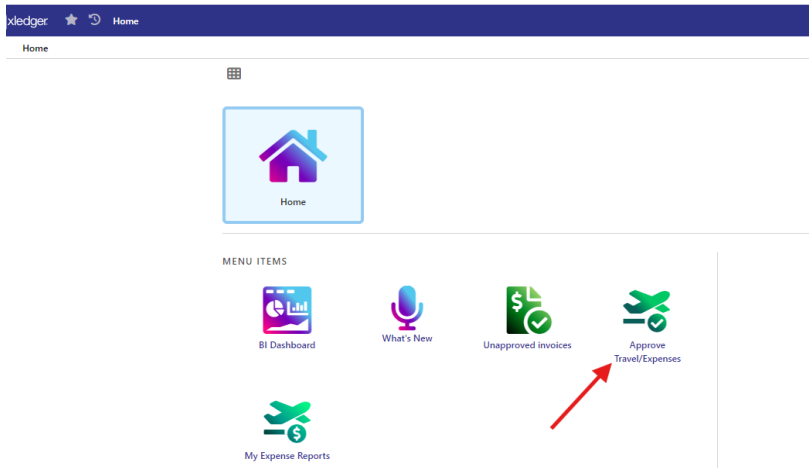 xledger Home
Home
Home
MENU ITEMS
BI Dashboard
What's New
Unapproved invoices
Approve
Travel/Expenses
My Expense Reports